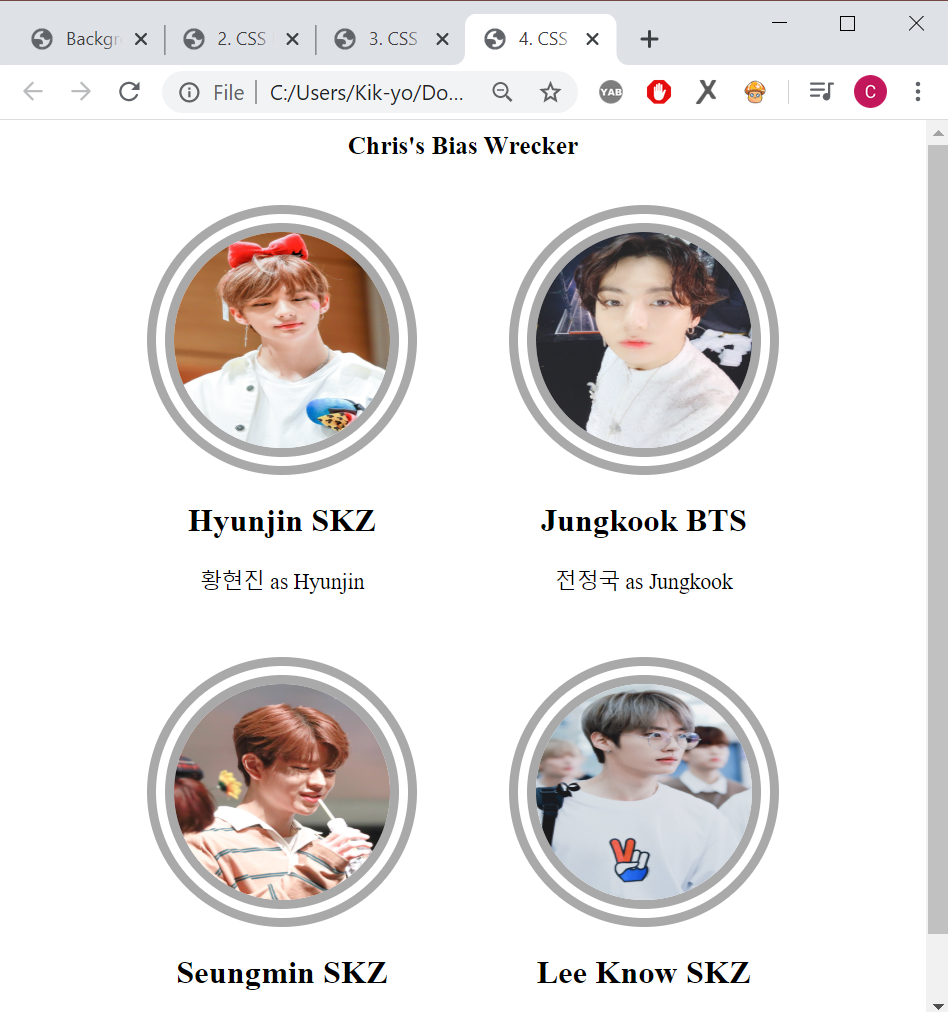 Backgr
2. CSS
3. CSS
4. CSS
File
C:/Users/Kik-yo/Do...
YAB
X
C
Chris's Bias Wrecker
Hyunjin SKZ
Jungkook BTS
황현진 as Hyunjin
전정국 as Jungkook
Seungmin SKZ
Lee Know SKZ